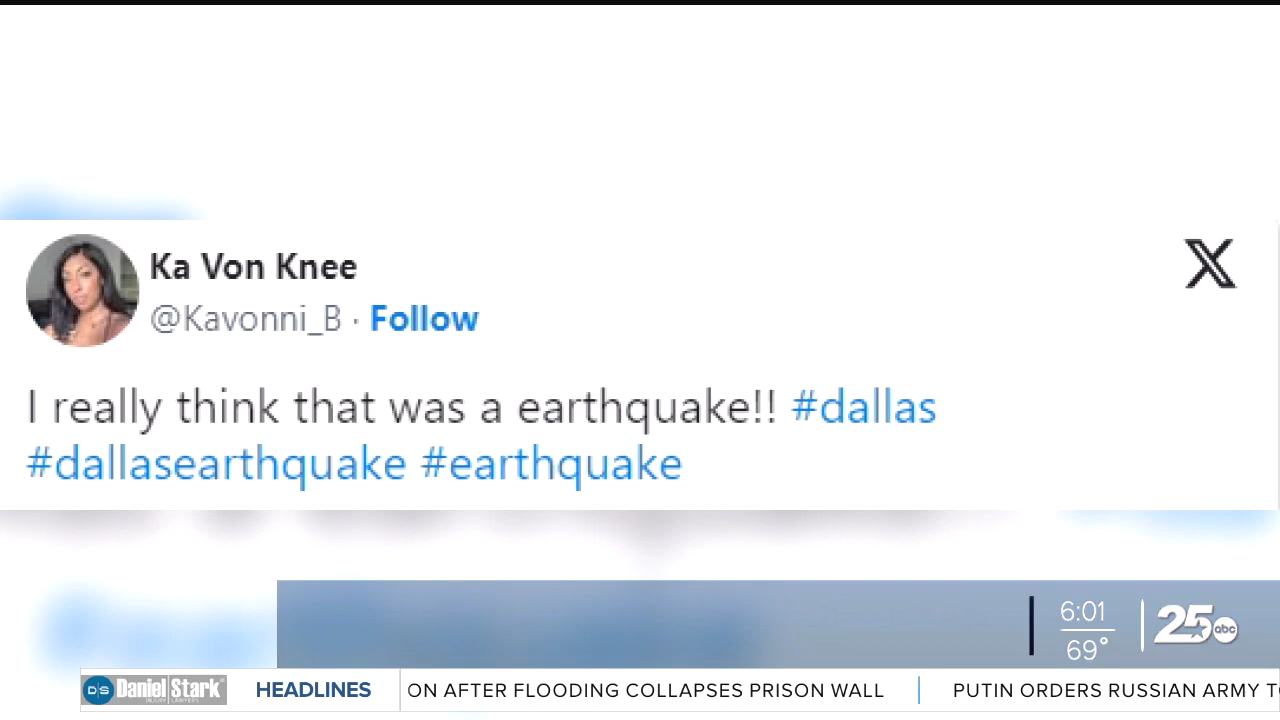 Ka Von Knee
@Kavonni_B · Follow
I really think that was a earthquake!! #dallas
#dallasearthquake #earthquake
6:01
69°
25 abc
DS Daniel Stark
HEADLINES
ON AFTER FLOODING COLLAPSES PRISON WALL
PUTIN ORDERS RUSSIAN ARMY T